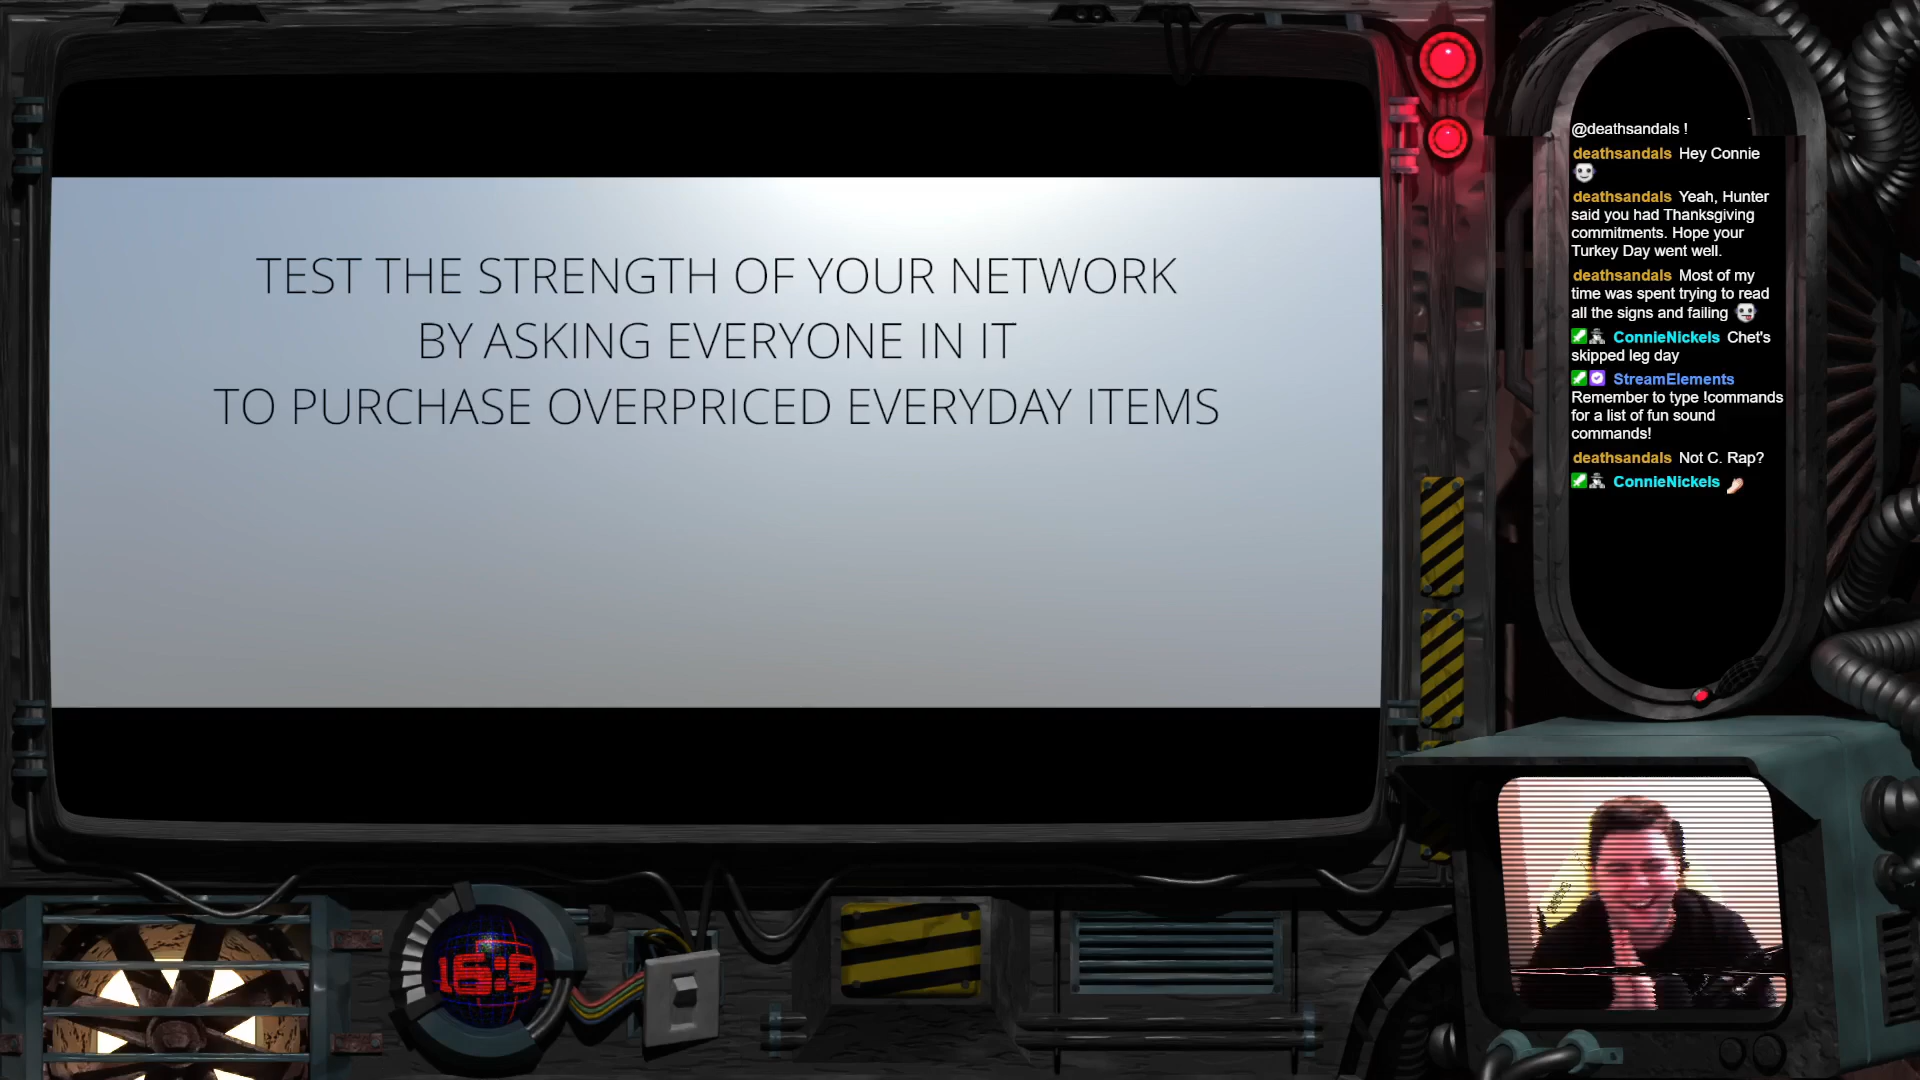 TEST THE STRENGTH OF YOUR NETWORK
BY ASKING EVERYONE IN IT
TO PURCHASE OVERPRICED EVERYDAY ITEMS
@deathsandals !
deathsandals Hey Connie
deathsandals Yeah, Hunter
said you had Thanksgiving
commitments. Hope your
Turkey Day went well.
deathsandals Most of my
time was spent trying to read
all the signs and failing
ConnieNickels Chet's
skipped leg day
StreamElements
Remember to type !commands
for a list of fun sound
commands!
deathsandals Not C. Rap?
ConnieNickels
16:9